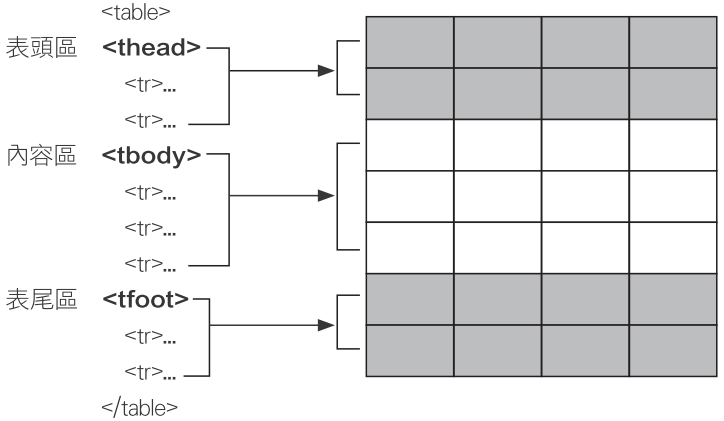 <table>
表頭區 <thead>
<tr>...
<tr>...
內容區 <tbody>
<tr>...
<tr>...
<tr>...
表尾區 <tfoot>
<tr>...
<tr>...
</table>